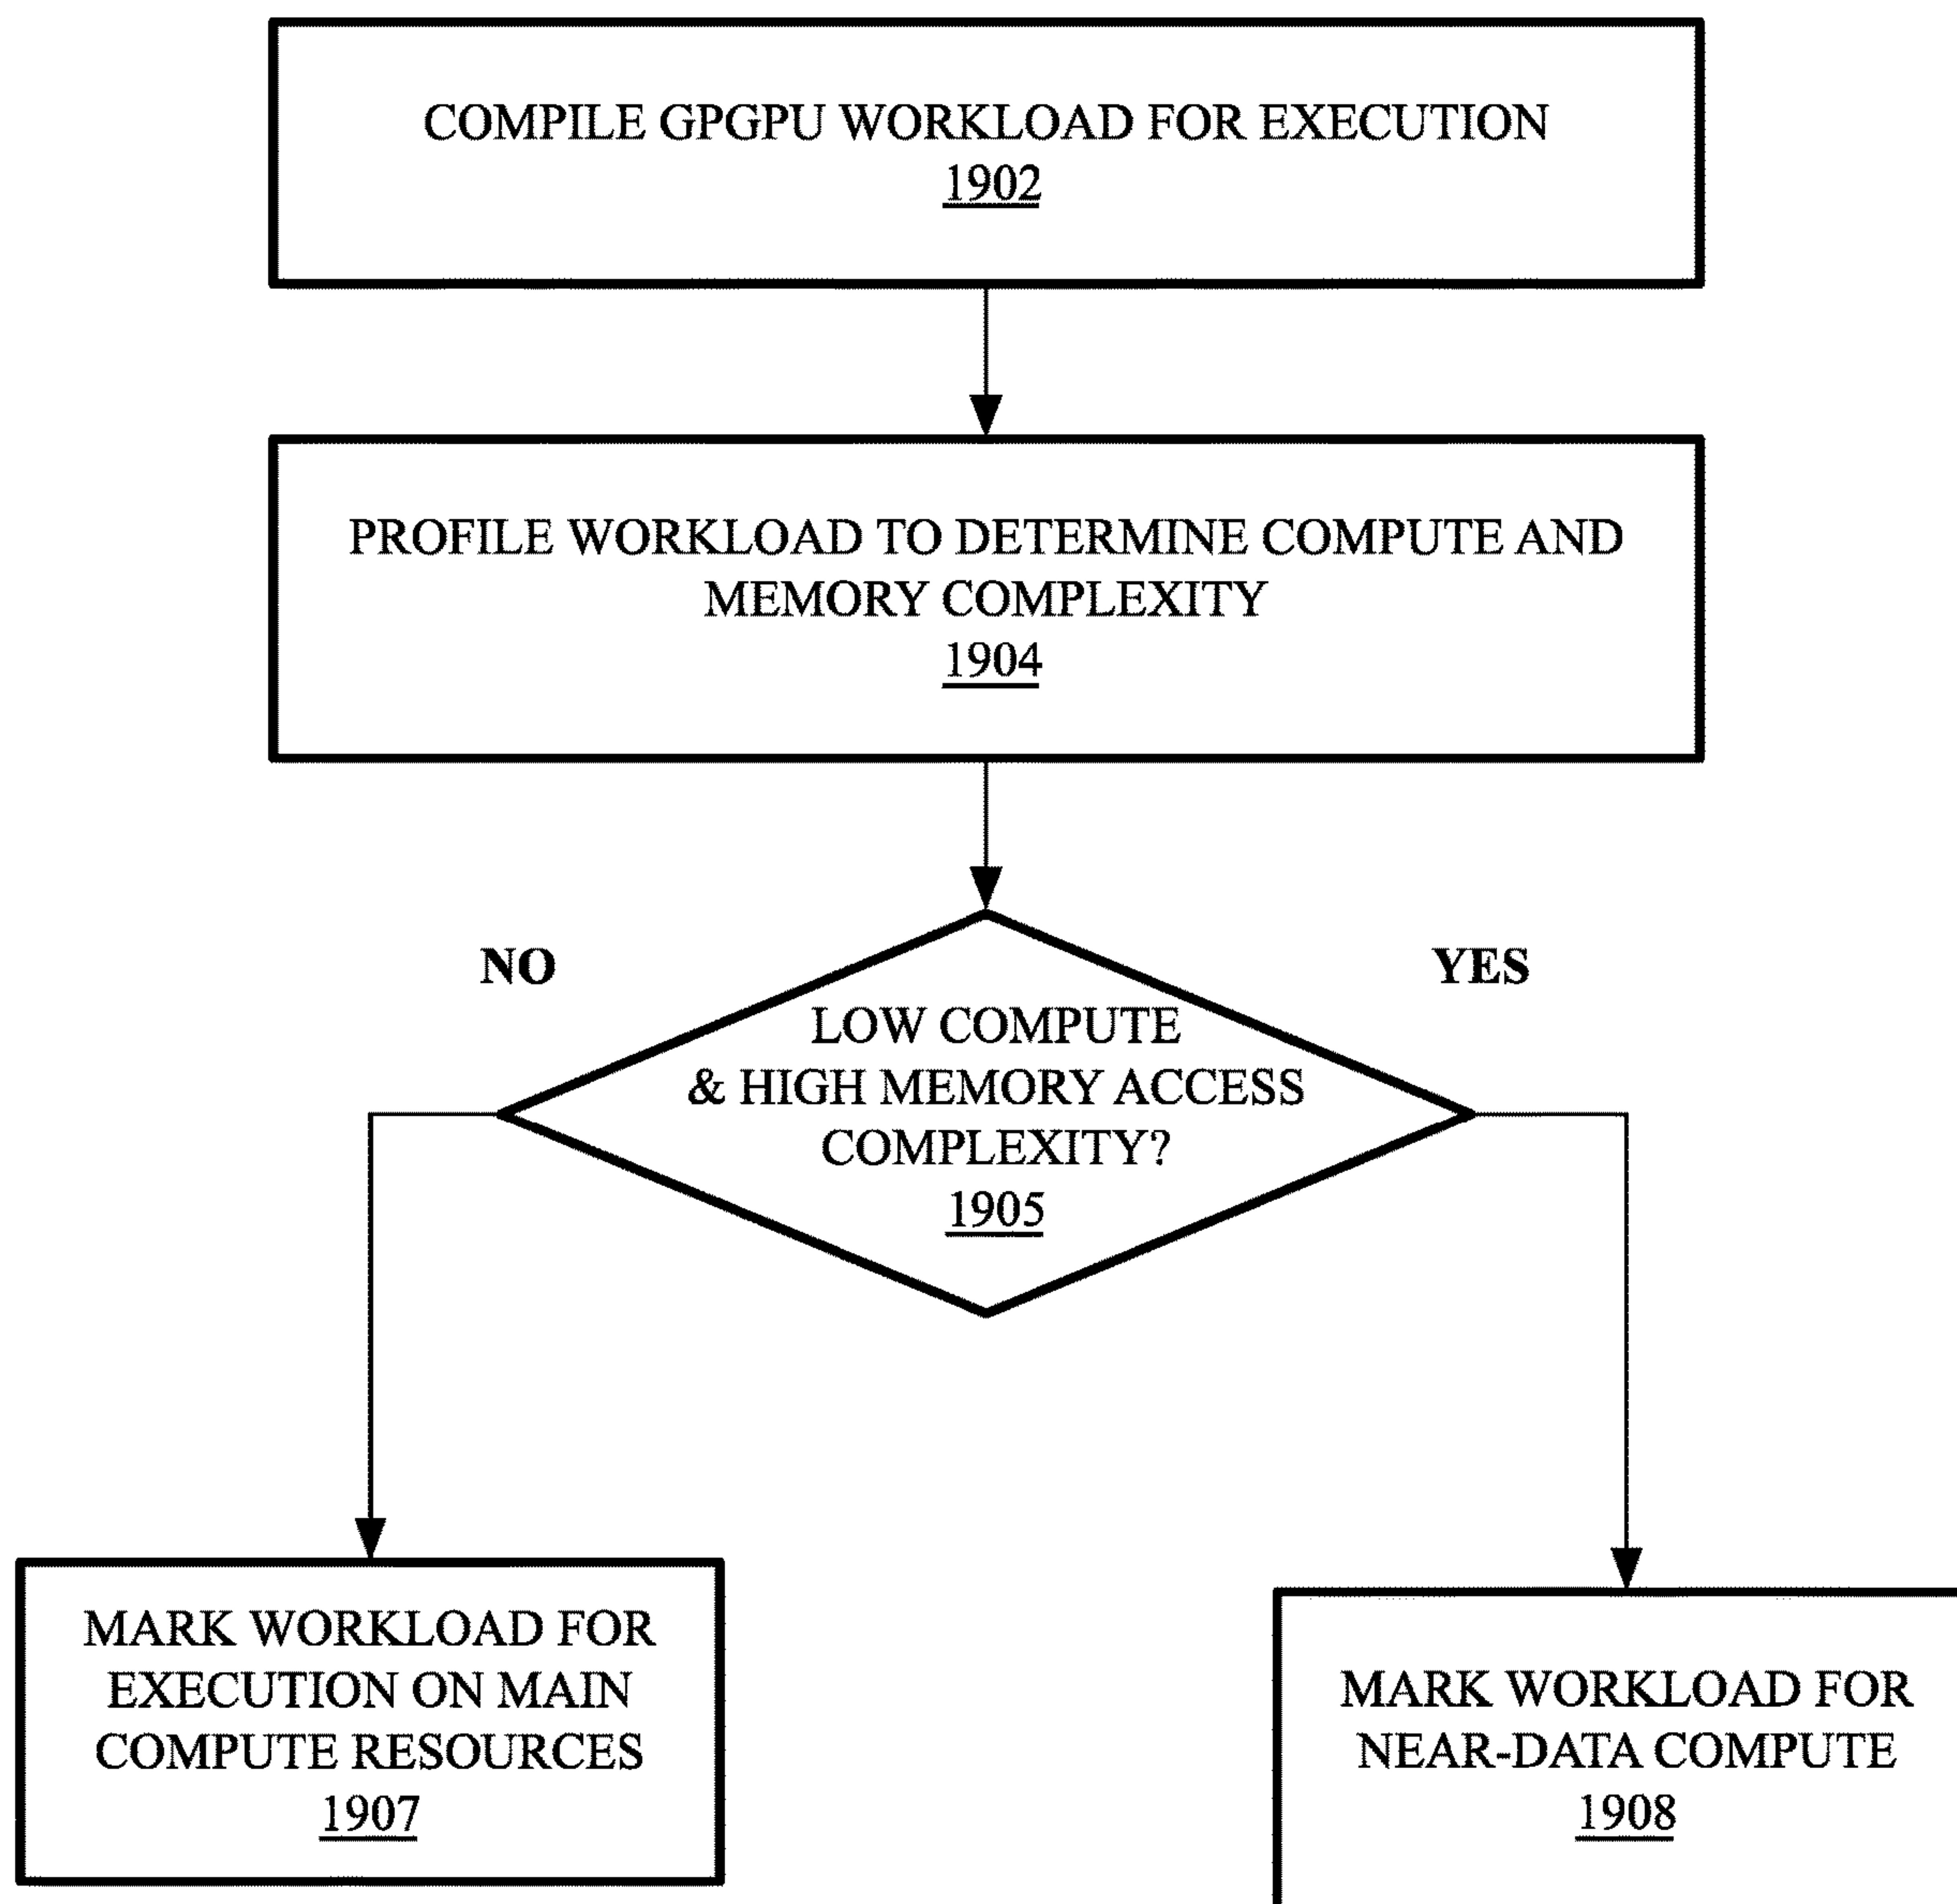 COMPILE GPGPU WORKLOAD FOR EXECUTION
1902
PROFILE WORKLOAD TO DETERMINE COMPUTE AND
MEMORY COMPLEXITY
1904
NO
YES
LOW COMPUTE
& HIGH MEMORY ACCESS
COMPLEXITY?
1905
MARK WORKLOAD FOR
EXECUTION ON MAIN
COMPUTE RESOURCES
1907
MARK WORKLOAD FOR
NEAR-DATA COMPUTE
1908